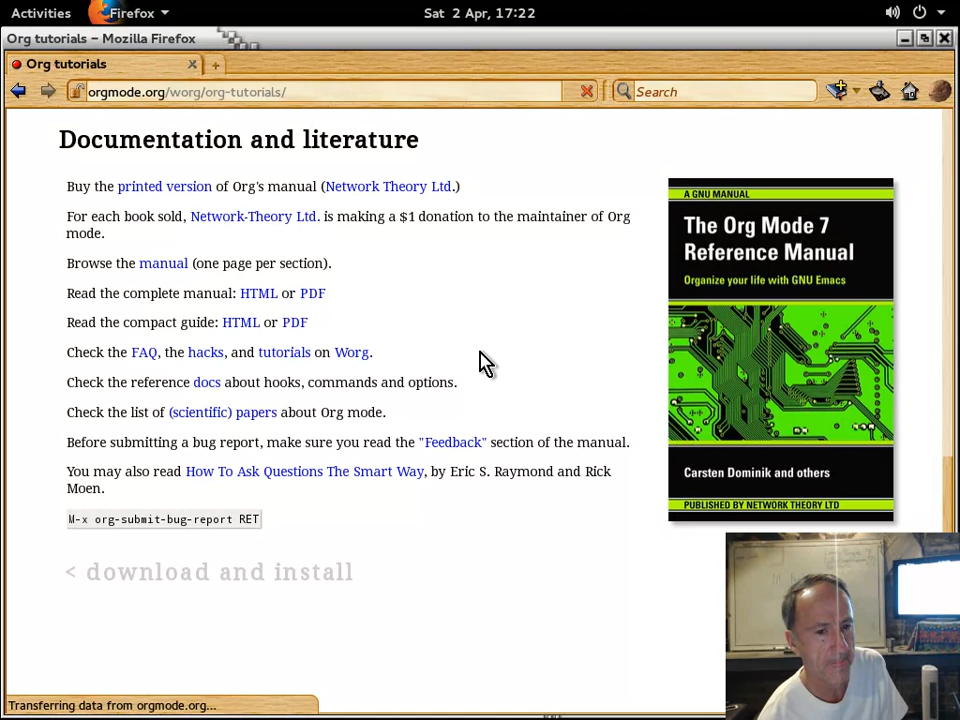 Activities Firefox Sat 2 Apr, 17:22
Org tutorials – Mozilla Firefox
Org tutorials
orgmode.org/worg/org-tutorials/ Search
Documentation and literature
Buy the printed version of Org's manual (Network Theory Ltd.)
For each book sold, Network-Theory Ltd. is making a $1 donation to the maintainer of Org
mode.
Browse the manual (one page per section).
Read the complete manual: HTML or PDF
Read the compact guide: HTML or PDF
Check the FAQ, the hacks, and tutorials on Worg.
Check the reference docs about hooks, commands and options.
Check the list of (scientific) papers about Org mode.
Before submitting a bug report, make sure you read the "Feedback" section of the manual.
You may also read How To Ask Questions The Smart Way, by Eric S. Raymond and Rick
Moen.
M-x org-submit-bug-report RET
< download and install
A GNU MANUAL
The Org Mode 7
Reference Manual
Organize your life with GNU Emacs
Carsten Dominik and others
PUBLISHED BY NETWORK THEORY LTD
Transferring data from orgmode.org...